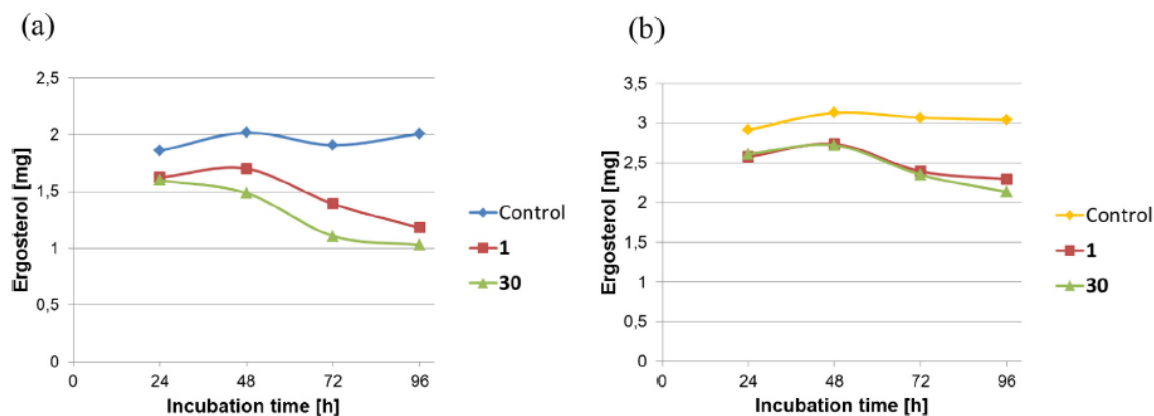 (a)
2,5
2
1,5
1
0,5
0
Ergosterol [mg]
0 24 48 72 96
Incubation time [h]
Control
1
30
(b)
3,5
3
2,5
2
1,5
1
0,5
0
Ergosterol [mg]
0 24 48 72 96
Incubation time [h]
Control
1
30